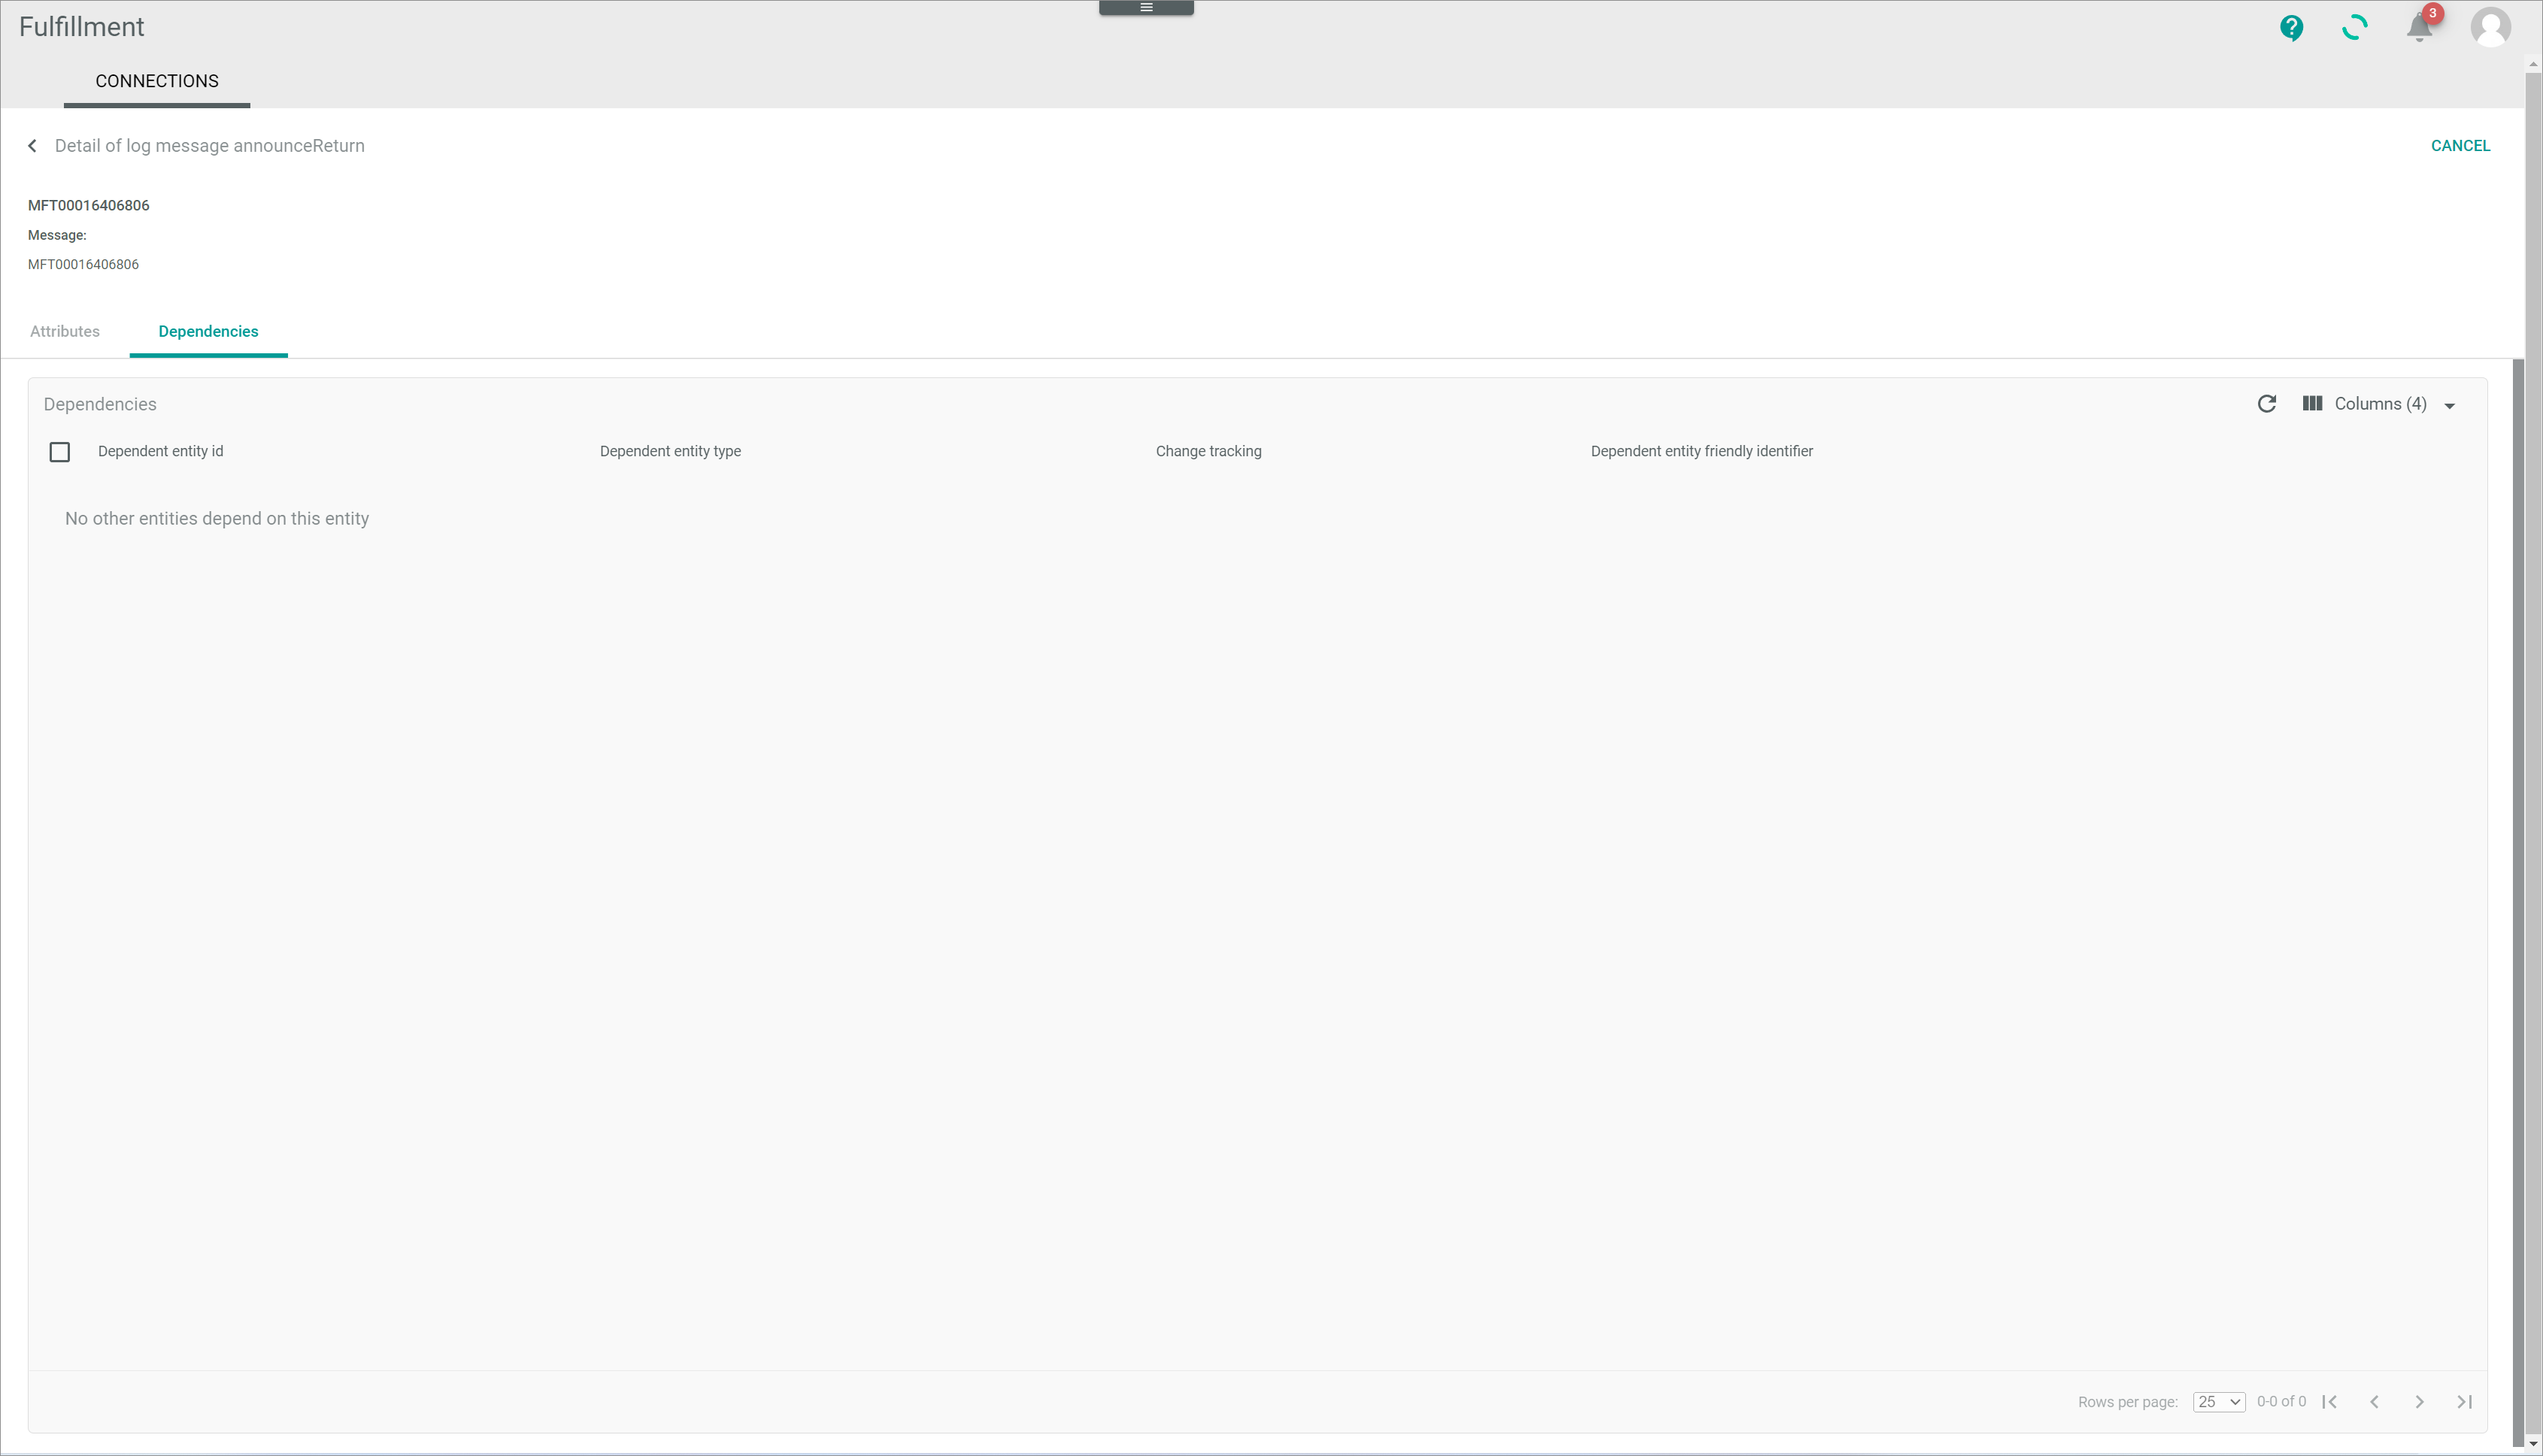 Fulfillment
3
CONNECTIONS
Detail of log message announceReturn
CANCEL
MFT00016406806
Message:
MFT00016406806
Attributes
Dependencies
Dependencies
Columns (4)
Dependent entity id
Dependent entity type
Change tracking
Dependent entity friendly identifier
No other entities depend on this entity
Rows per page:
25
0-0 of 0